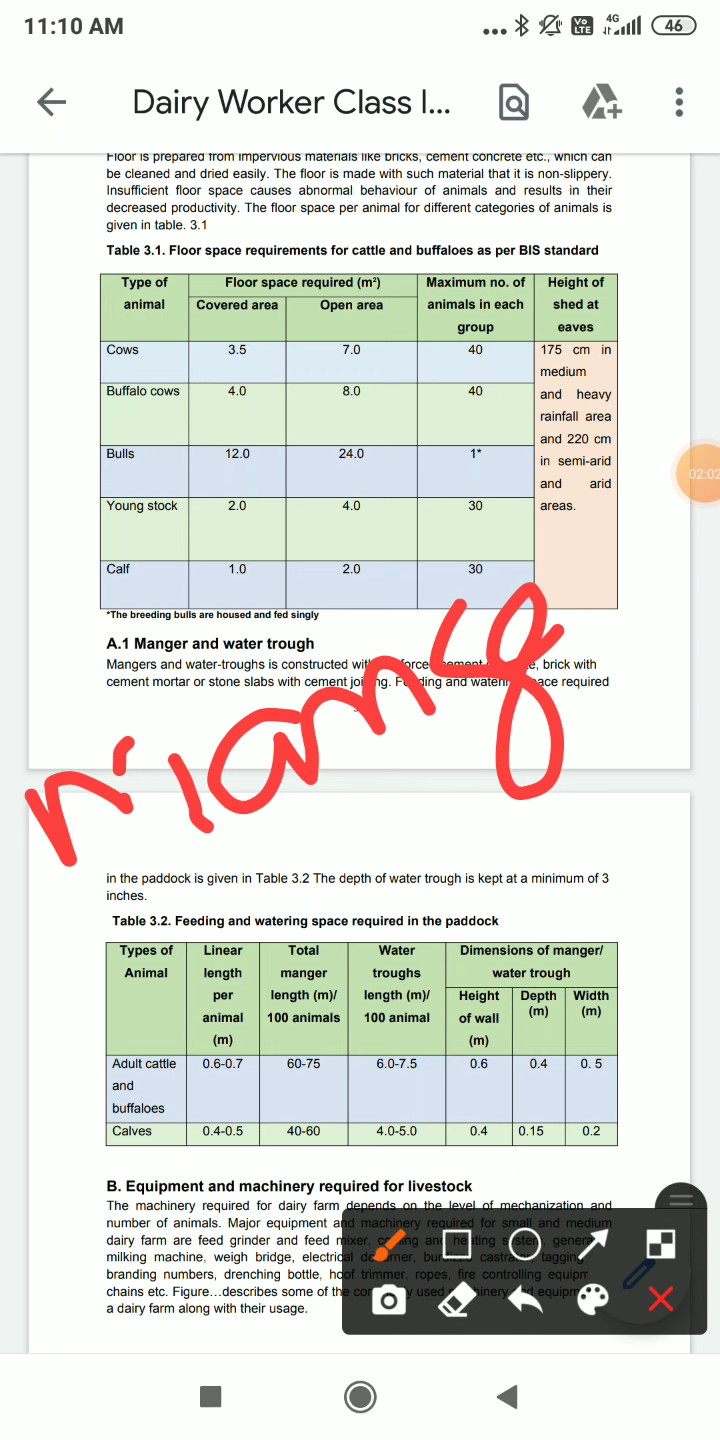 11:10 AM
Vo LTE 4G 46
Dairy Worker Class I...
Floor is prepared from impervious materials like bricks, cement concrete etc., which can
be cleaned and dried easily. The floor is made with such material that it is non-slippery.
Insufficient floor space causes abnormal behaviour of animals and results in their
decreased productivity. The floor space per animal for different categories of animals is
given in table. 3.1
Table 3.1. Floor space requirements for cattle and buffaloes as per BIS standard
Type of animal Floor space required (m²) Maximum no. of animals in each group Height of shed at eaves
Covered area Open area
Cows 3.5 7.0 40 175 cm in medium and heavy rainfall area and 220 cm in semi-arid and arid areas.
Buffalo cows 4.0 8.0 40
Bulls 12.0 24.0 1*
Young stock 2.0 4.0 30
Calf 1.0 2.0 30
02:02
*The breeding bulls are housed and fed singly
A.1 Manger and water trough
Mangers and water-troughs is constructed brick with
cement mortar or stone slabs with cement and required
in the paddock is given in Table 3.2 The depth of water trough is kept at a minimum of 3
inches.
Table 3.2. Feeding and watering space required in the paddock
Types of Animal Linear length per animal (m) Total manger length (m)/ 100 animals Water troughs length (m)/ 100 animal Dimensions of manger/ water trough
Height of wall (m) Depth (m) Width (m)
Adult cattle and buffaloes 0.6-0.7 60-75 6.0-7.5 0.6 0.4 0. 5
Calves 0.4-0.5 40-60 4.0-5.0 0.4 0.15 0.2
B. Equipment and machinery required for livestock
The machinery required for dairy farm depends on the level of mechanization and
number of animals. Major equipment and machinery required for small and medium
dairy farm are feed grinder and feed mixer, and
milking machine, weigh bridge, electrical tagging
branding numbers, drenching bottle, hoof trimmer, ropes, fire controlling
chains etc. Figure…describes some of the used
a dairy farm along with their usage.